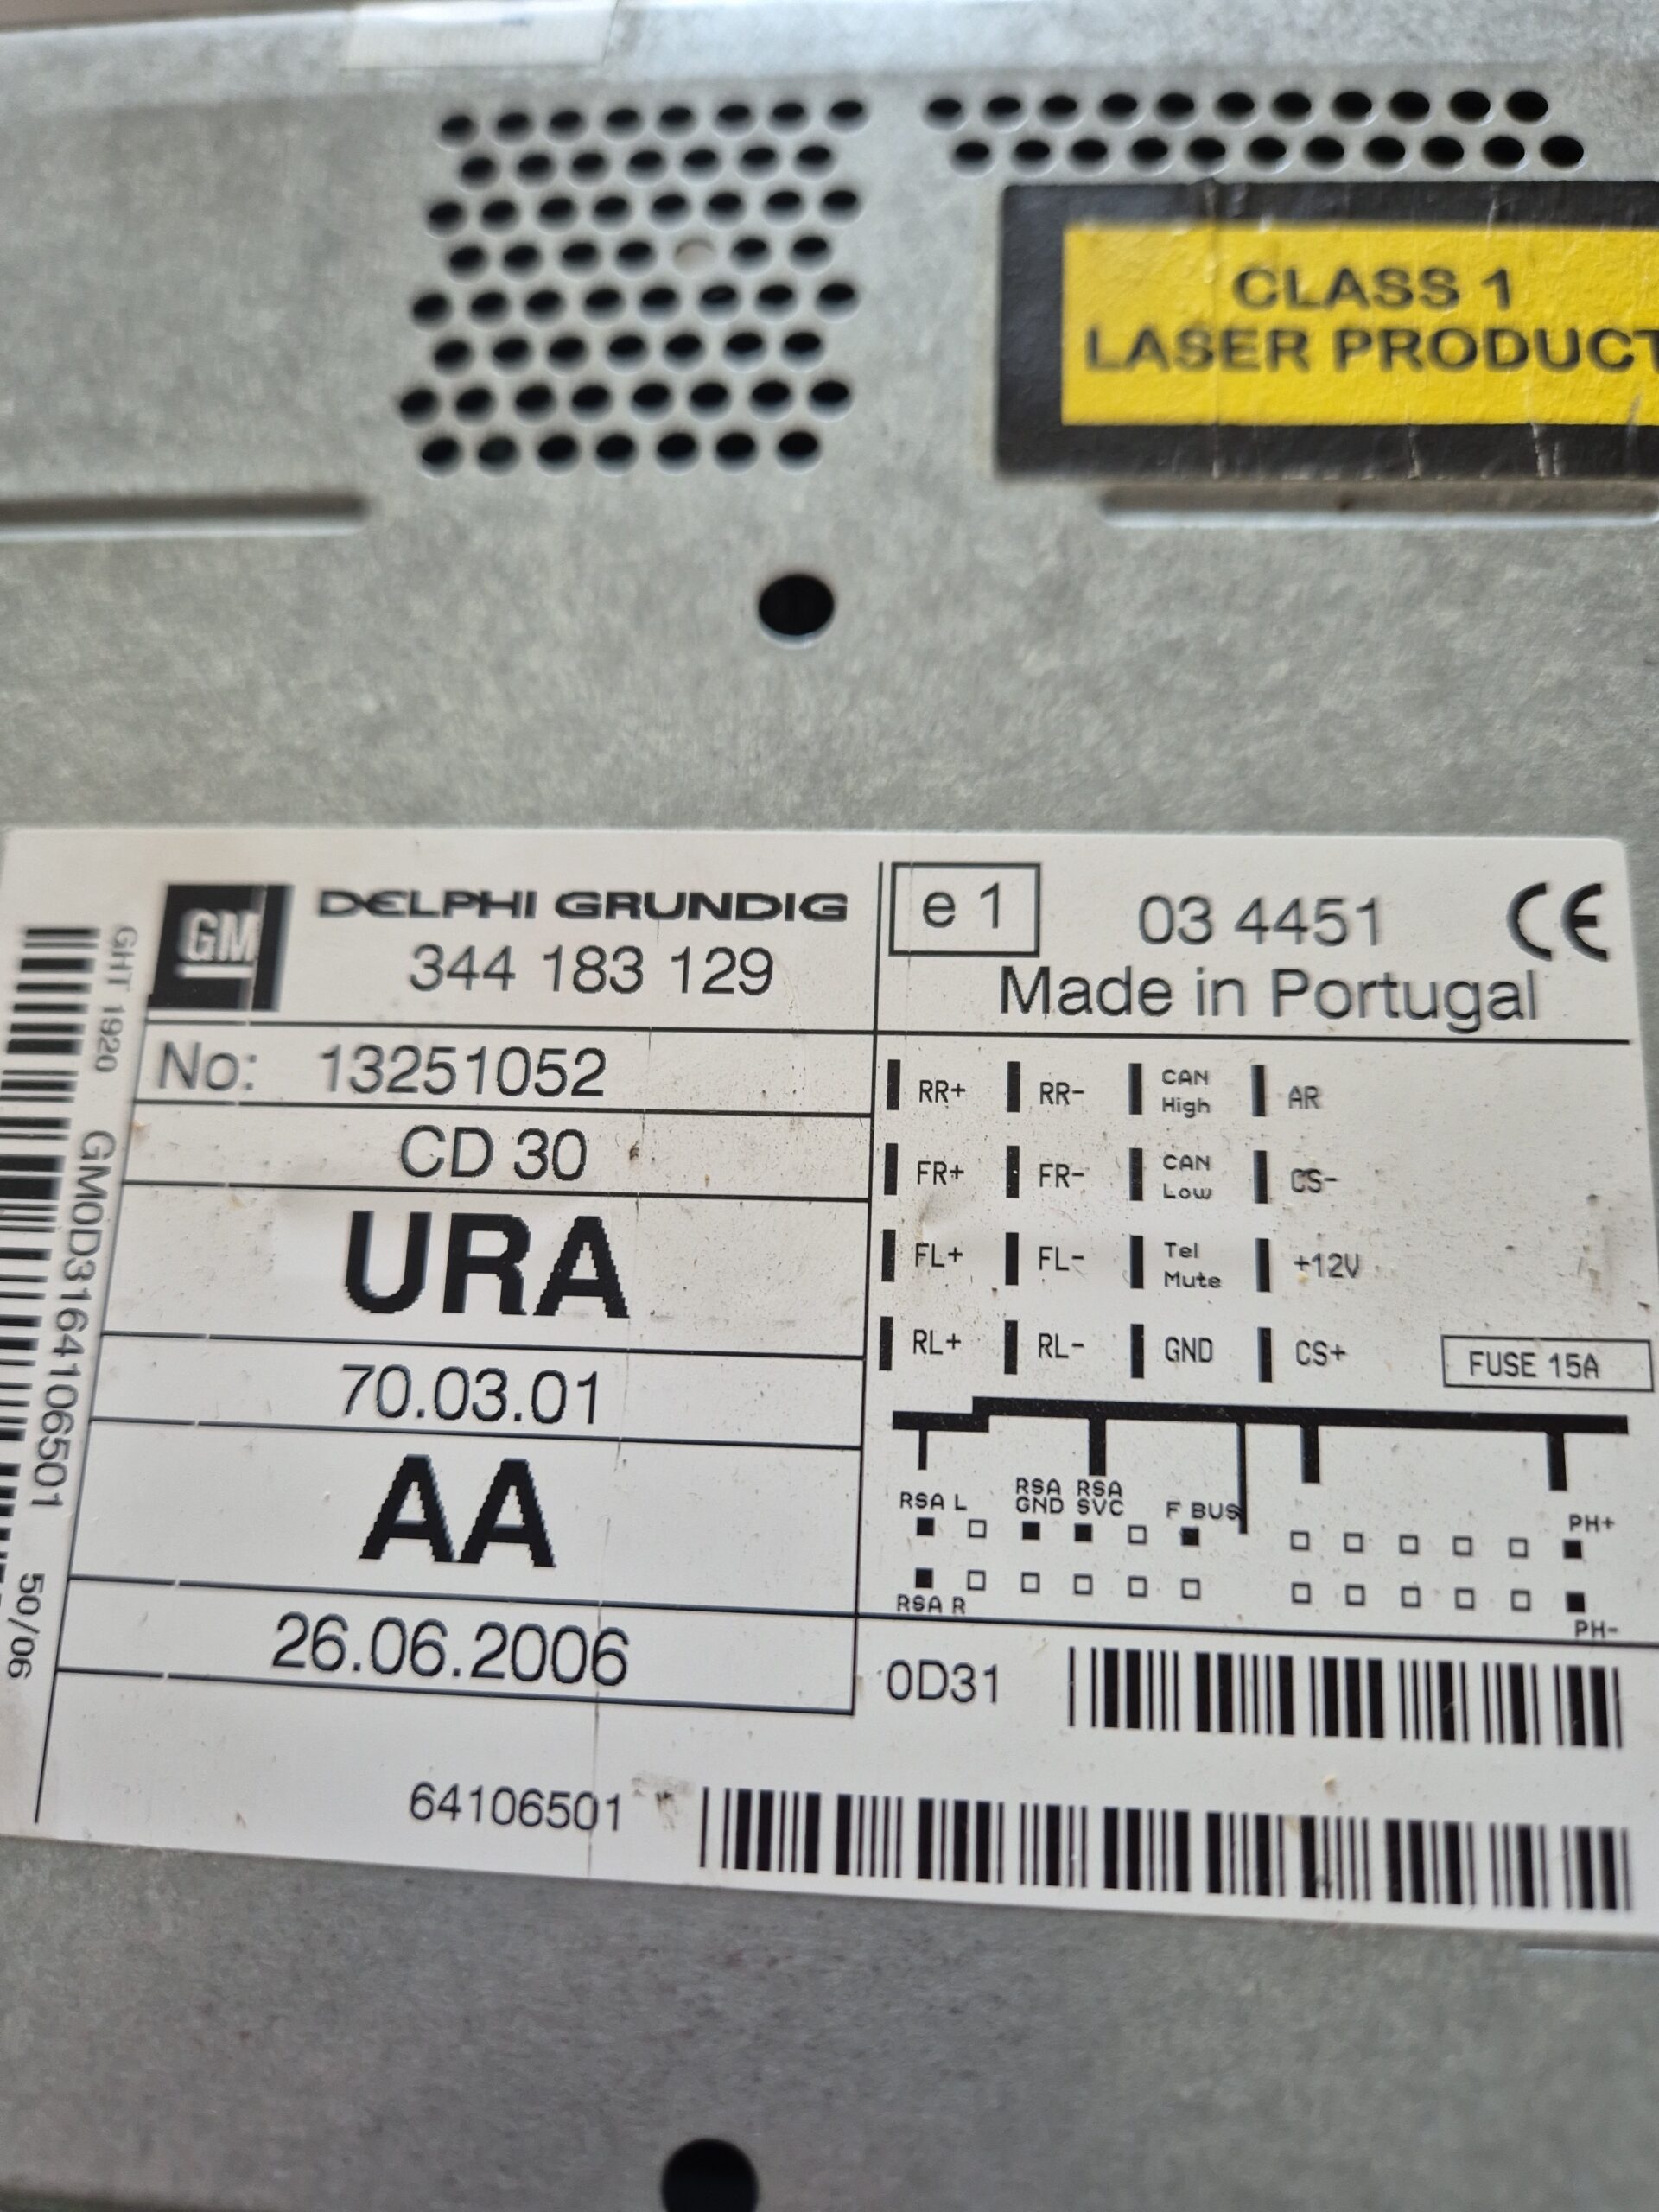 CLASS 1
LASER PRODUCT
GM DELPHI GRUNDIG
344 183 129
e 1 03 4451 CE
Made in Portugal
No: 13251052
CD 30
URA
70.03.01
AA
26.06.2006
RR+ RR- CAN High AR
FR+ FR- CAN Low CS-
FL+ FL- Tel Mute +12V
RL+ RL- GND CS+
FUSE 15A
RSA L RSA GND RSA SVC F BUS PH+
RSA R PH-
0D31
64106501
GHT 1920 GM0D3164106501 50/06